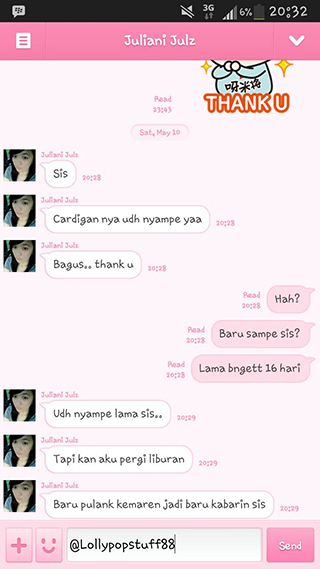 3G
62%
20:32
Juliani Julz
呀米将
THANK U
Read
23:43
Sat, May 10
Juliani Julz
Sis
20:28
Juliani Julz
Cardigan nya udh nyampe yaa
20:28
Juliani Julz
Bagus.. thank u
20:28
Read
20:28
Hah?
Read
20:28
Baru sampe sis?
Read
20:28
Lama bngett 16 hari
Juliani Julz
Udh nyampe lama sis..
20:29
Juliani Julz
Tapi kan aku pergi liburan
20:29
Juliani Julz
Baru pulank kemaren jadi baru kabarin sis
20:29
@Lollypopstuff88
Send